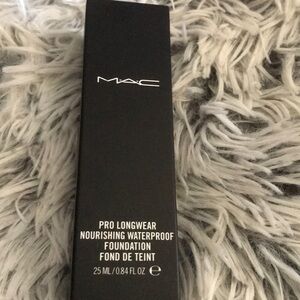 MAC
PRO LONGWEAR
NOURISHING WATERPROOF
FOUNDATION
FOND DE TEINT
25 ML/0.84 FL OZ ℮